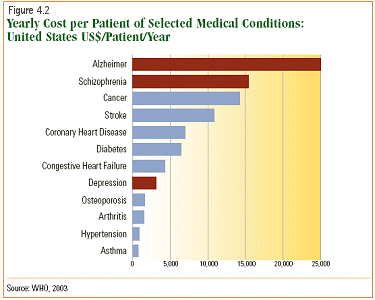 Figure 4.2
Yearly Cost per Patient of Selected Medical Conditions:
United States US$/Patient/Year
Alzheimer
Schizophrenia
Cancer
Stroke
Coronary Heart Disease
Diabetes
Congestive Heart Failure
Depression
Osteoporosis
Arthritis
Hypertension
Asthma
0 5,000 10,000 15,000 20,000 25,000
Source: WHO, 2003